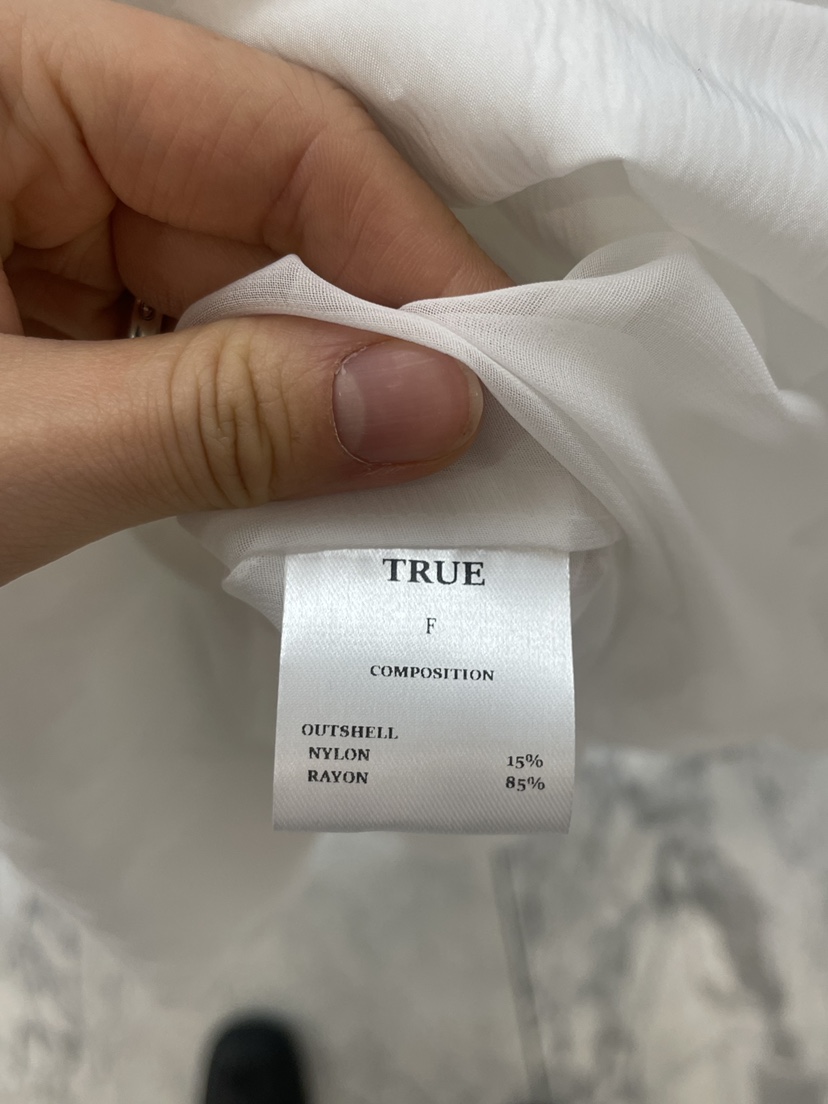 TRUE
F
COMPOSITION
OUTSHELL
NYLON 15%
RAYON 85%